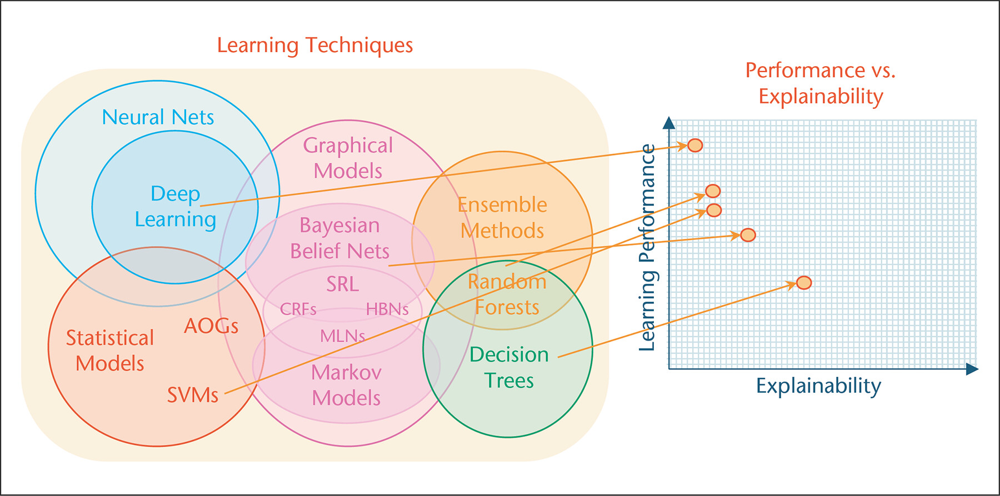 Learning Techniques
Neural Nets
Deep
Learning
Graphical
Models
Bayesian
Belief Nets
SRL
CRFs
HBNs
MLNs
Markov
Models
Ensemble
Methods
Random
Forests
Decision
Trees
Statistical
Models
AOGs
SVMs
Performance vs.
Explainability
Learning Performance
Explainability